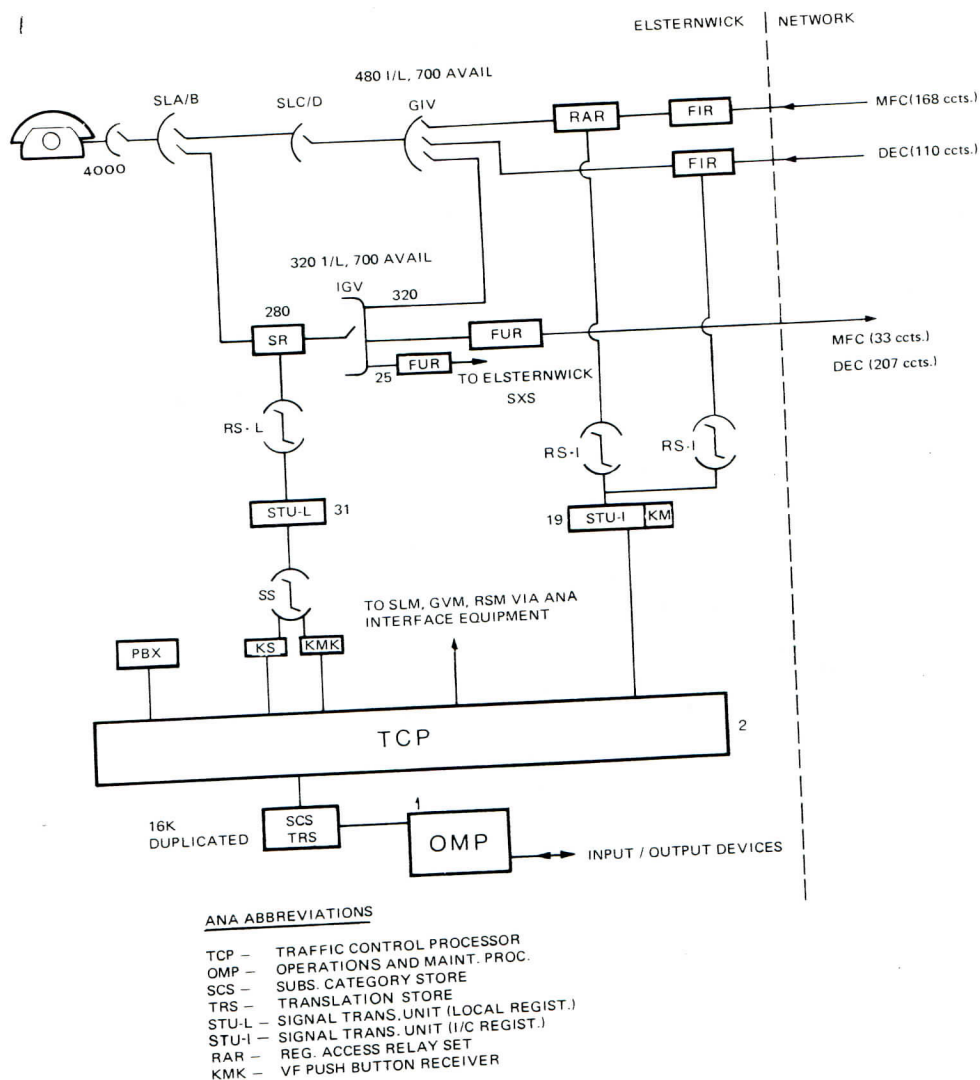 ELSTERNWICK
NETWORK
480 I/L, 700 AVAIL
SLA/B
SLC/D
GIV
RAR
FIR
MFC(168 ccts.)
4000
FIR
DEC(110 ccts.)
320 1/L, 700 AVAIL
IGV
320
280
SR
FUR
MFC (33 ccts.)
DEC (207 ccts.)
25
FUR
TO ELSTERNWICK
SXS
RS-L
RS-I
RS-I
STU-L
31
19
STU-I
KM
SS
TO SLM, GVM, RSM VIA ANA
INTERFACE EQUIPMENT
PBX
KS
KMK
TCP
2
16K
DUPLICATED
SCS
TRS
1
OMP
INPUT / OUTPUT DEVICES
ANA ABBREVIATIONS
TCP – TRAFFIC CONTROL PROCESSOR
OMP – OPERATIONS AND MAINT. PROC.
SCS – SUBS. CATEGORY STORE
TRS – TRANSLATION STORE
STU-L – SIGNAL TRANS. UNIT (LOCAL REGIST.)
STU-I – SIGNAL TRANS. UNIT (I/C REGIST.)
RAR – REG. ACCESS RELAY SET
KMK – VF PUSH BUTTON RECEIVER